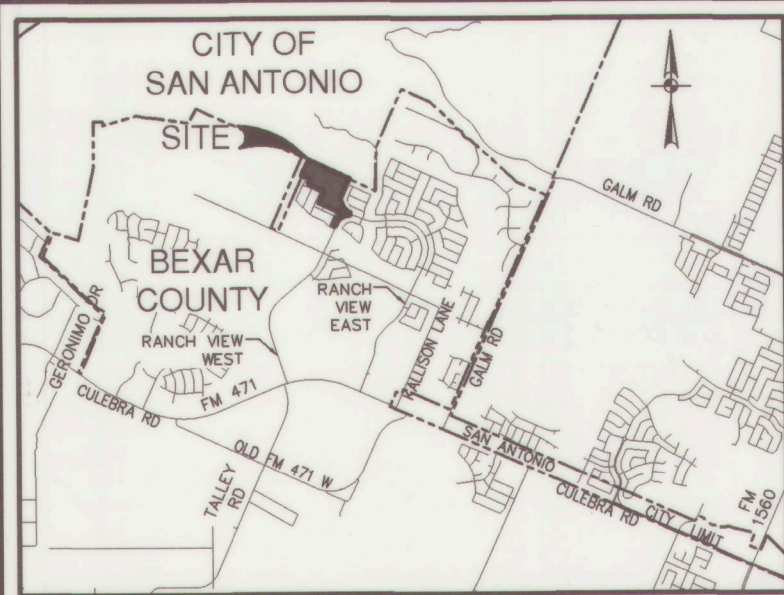 CITY OF
SAN ANTONIO
SITE
GALM RD
BEXAR
COUNTY
RANCH
VIEW
EAST
RANCH VIEW
WEST
KALLISON LANE
GALM RD
GERONIMO DR
CULEBRA RD
FM 471
OLD FM 471 W
TALLEY
RD
SAN ANTONIO
CITY LIMIT
CULEBRA RD
FM
1560